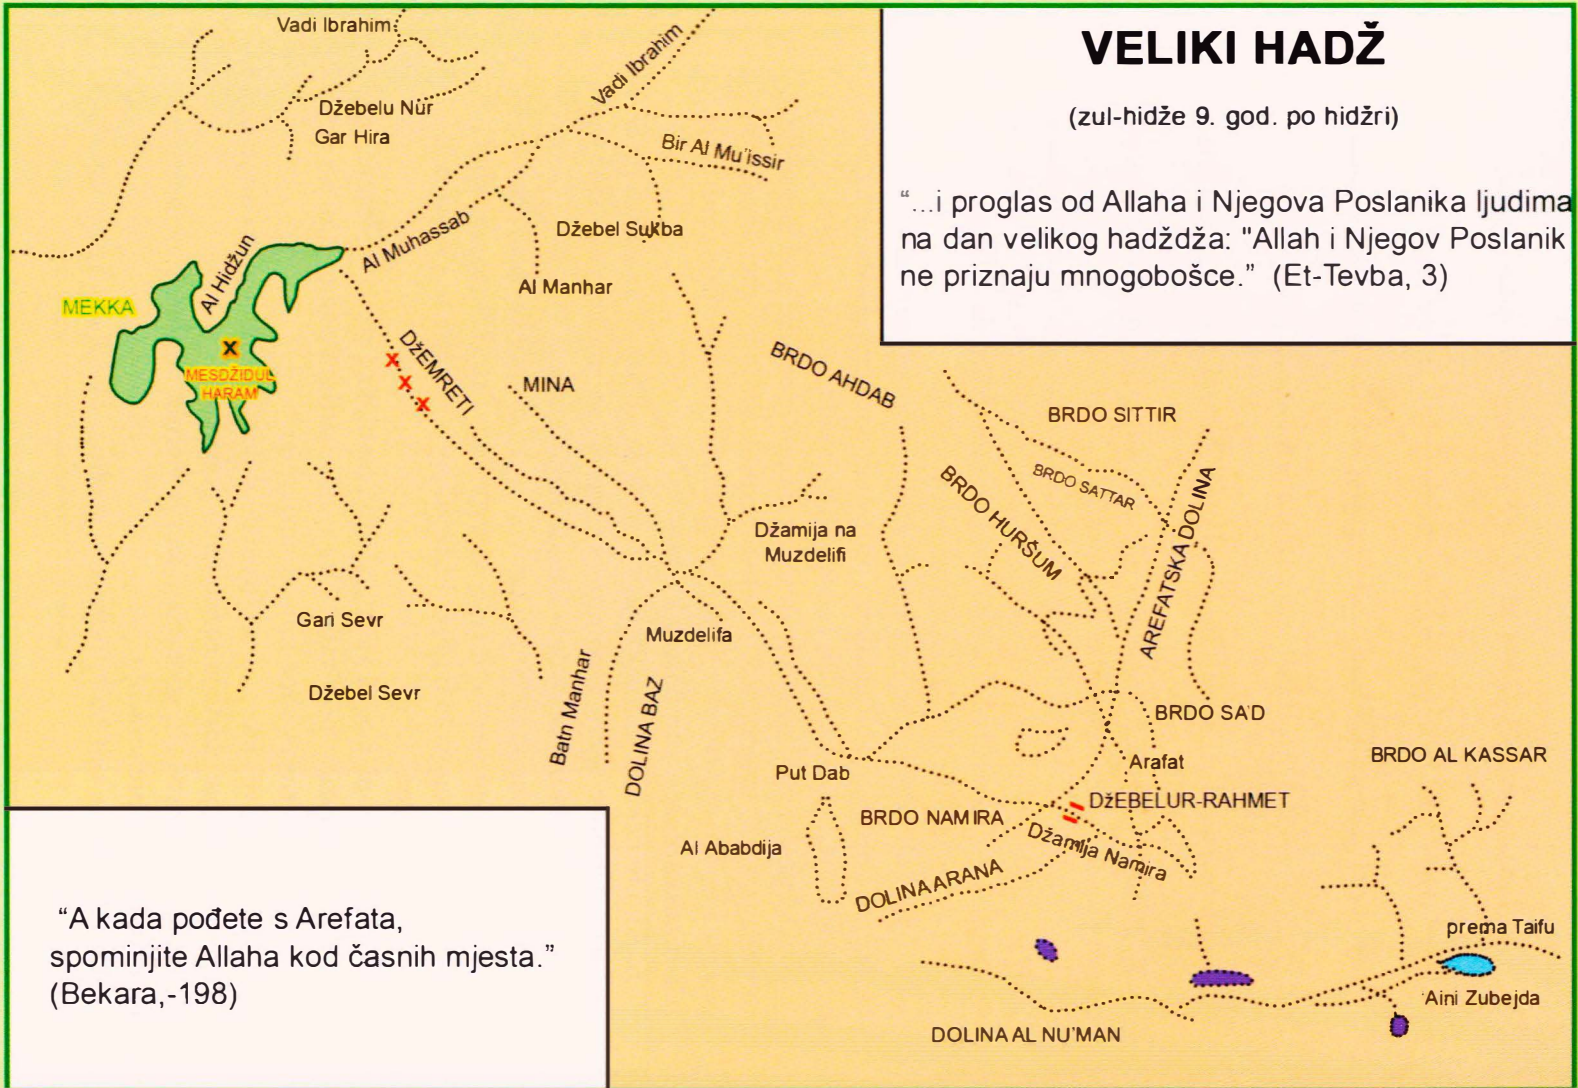 VELIKI HADŽ
(zul-hidže 9. god. po hidžri)
“...i proglas od Allaha i Njegova Poslanika ljudima
na dan velikog hadždža: "Allah i Njegov Poslanik
ne priznaju mnogobošce.” (Et-Tevba, 3)
Vadi Ibrahim
Vadi Ibrahim
Džebelu Nùr
Gar Hira
Bir Al Mu'issir
Al Muhassab
Džebel Sukba
Al Hidžun
Al Manhar
MEKKA
MESDŽIDUL
HARAM
DžEMRETI
MINA
BRDO AHDAB
BRDO SITTIR
BRDO SATTAR
BRDO HURŠUM
AREFATSKA DOLINA
Džamija na
Muzdelifi
Gari Sevr
Muzdelifa
Džebel Sevr
Batn Manhar
DOLINA BAZ
BRDO SA'D
Arafat
Put Dab
BRDO AL KASSAR
DžEBELUR-RAHMET
BRDO NAMIRA
Džamija Namira
Al Ababdija
DOLINA ARANA
prema Taifu
'Aini Zubejda
DOLINA AL NU'MAN
“A kada pođete s Arefata,
spominjite Allaha kod časnih mjesta.”
(Bekara,-198)